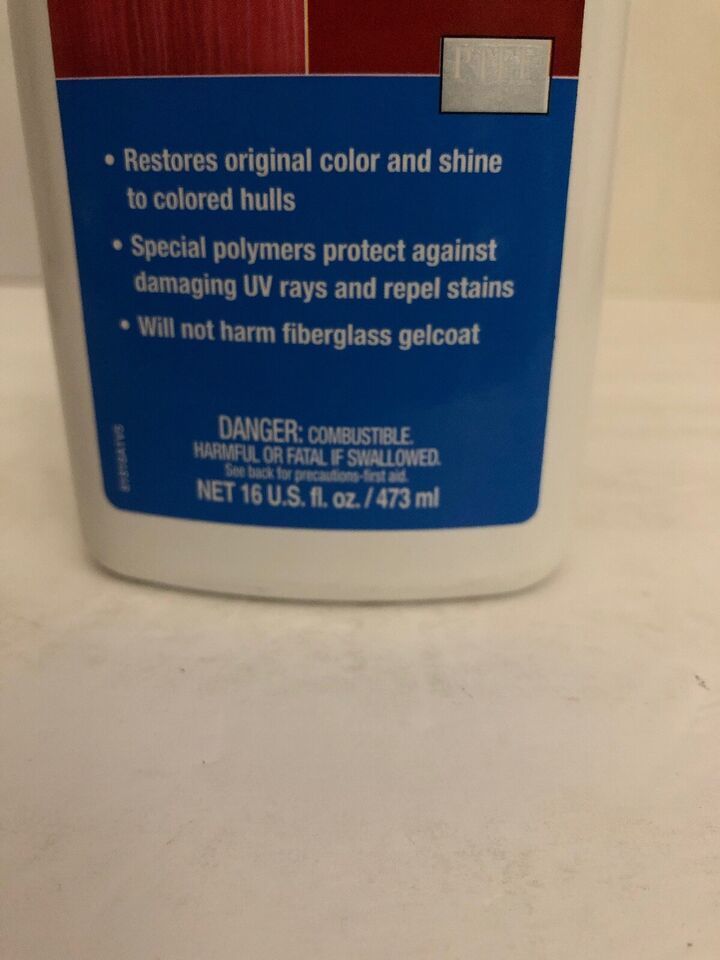 PTFE
• Restores original color and shine
to colored hulls
• Special polymers protect against
damaging UV rays and repel stains
• Will not harm fiberglass gelcoat
DANGER: COMBUSTIBLE.
HARMFUL OR FATAL IF SWALLOWED.
See back for precautions-first aid.
NET 16 U.S. fl. oz. / 473 ml